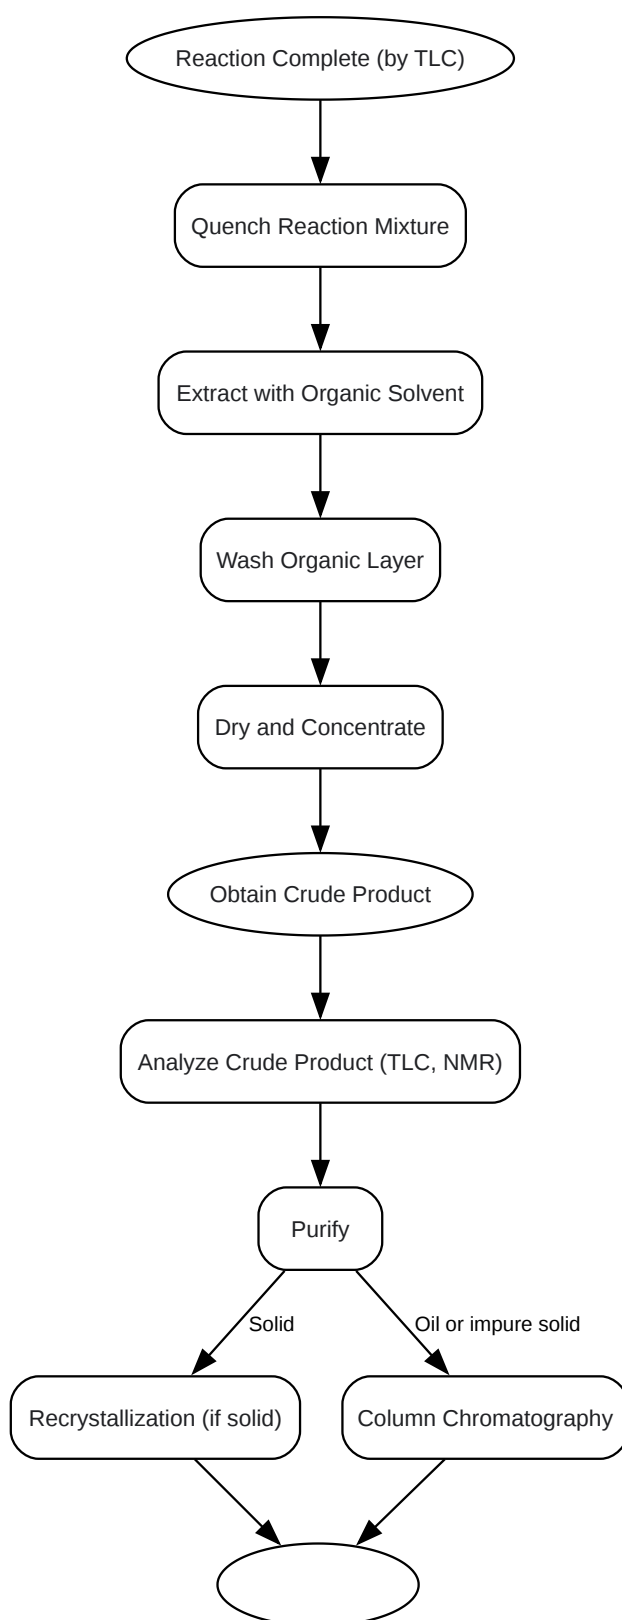 Reaction Complete (by TLC)
Quench Reaction Mixture
Extract with Organic Solvent
Wash Organic Layer
Dry and Concentrate
Obtain Crude Product
Analyze Crude Product (TLC, NMR)
Purify
Solid
Oil or impure solid
Recrystallization (if solid)
Column Chromatography